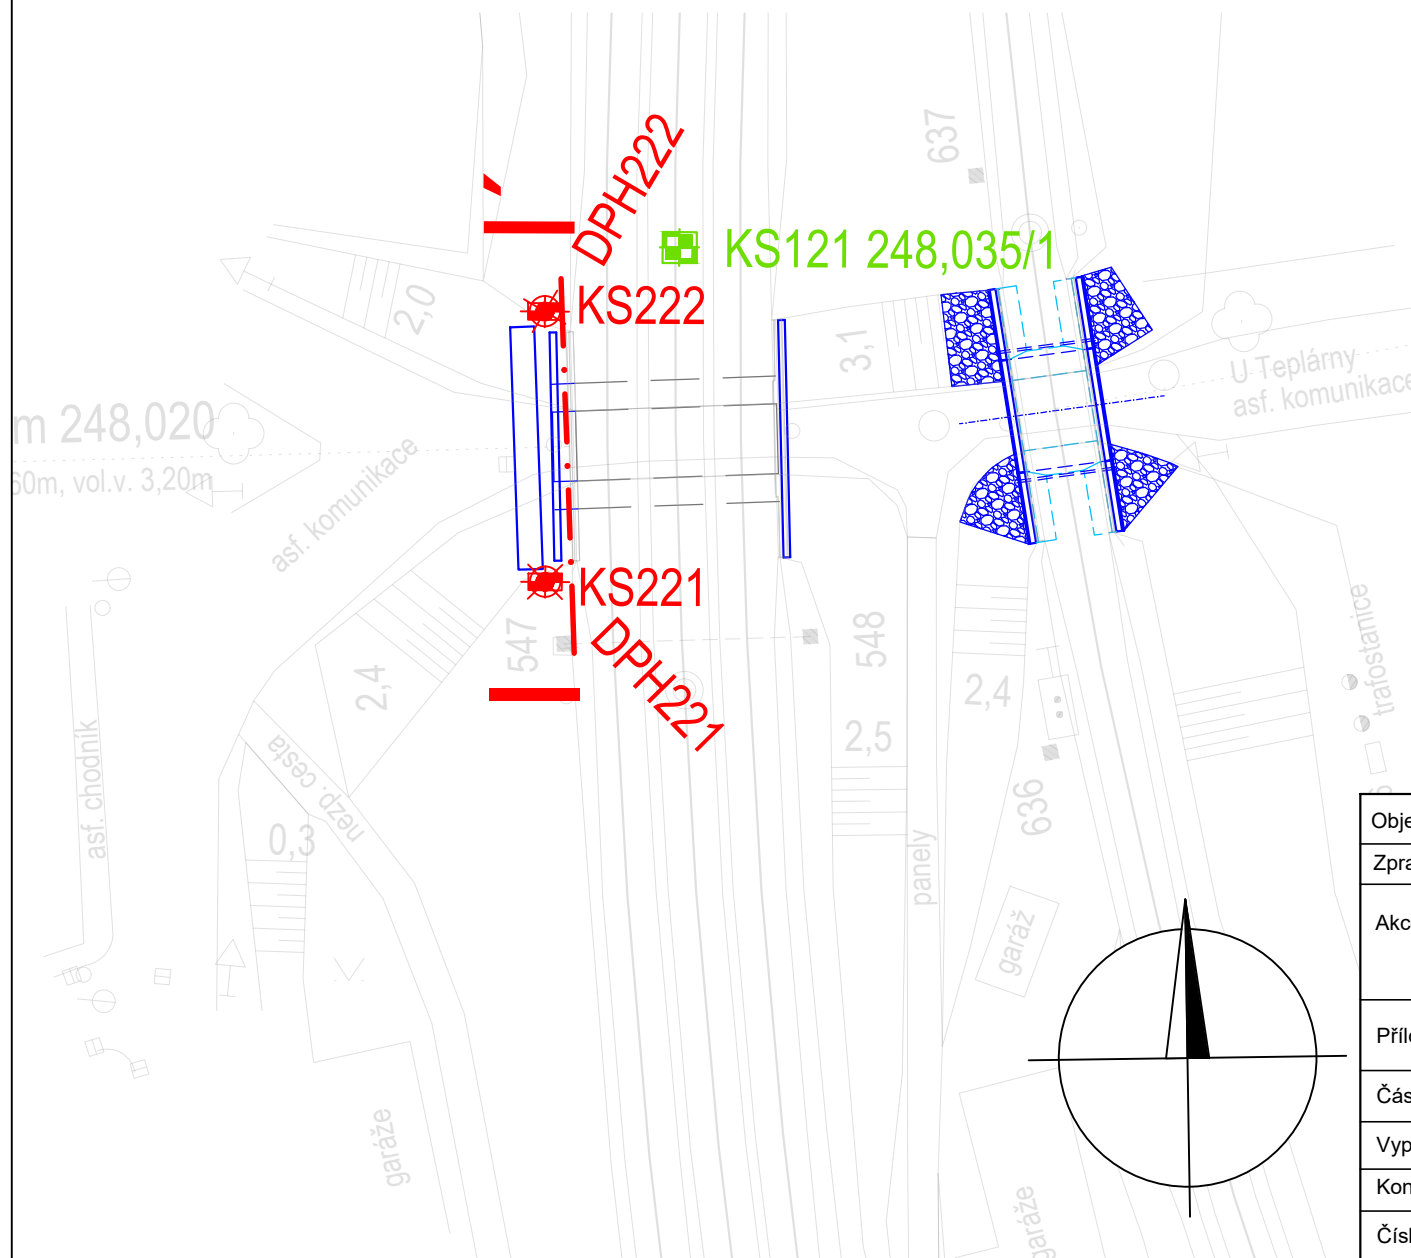 DPH222
637
KS121 248,035/1
KS222
2,0
3,1
U Teplárny
asf. komunikace
m 248,020
60m, vol.v. 3,20m
asf. komunikace
KS221
DPH221
547
548
2,4
2,4
2,5
trafostanice
asf. chodník
nezp. cesta
0,3
636
panely
garáž
garáže
garáže
Obje
Zpra
Akc
Příl
Čás
Vyp
Kon
Čísl